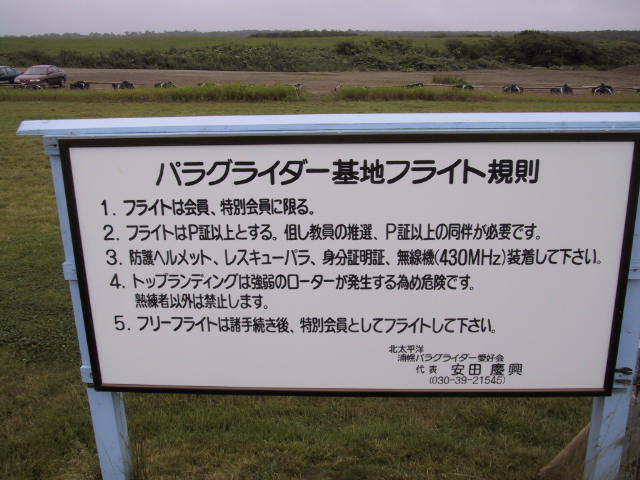 パラグライダー基地フライト規則
1. フライトは会員、特別会員に限る。
2. フライトはP証以上とする。但し教員の推選、P証以上の同伴が必要です。
3. 防護ヘルメット、レスキューパラ、身分証明証、無線機(430MHz)装着して下さい。
4. トップランディングは強弱のローターが発生する為め危険です。
熟練者以外は禁止します。
5. フリーフライトは諸手続き後、特別会員としてフライトして下さい。
北太平洋
浦幌パラグライダー愛好会
代表 安田 慶興
(030-39-21545)